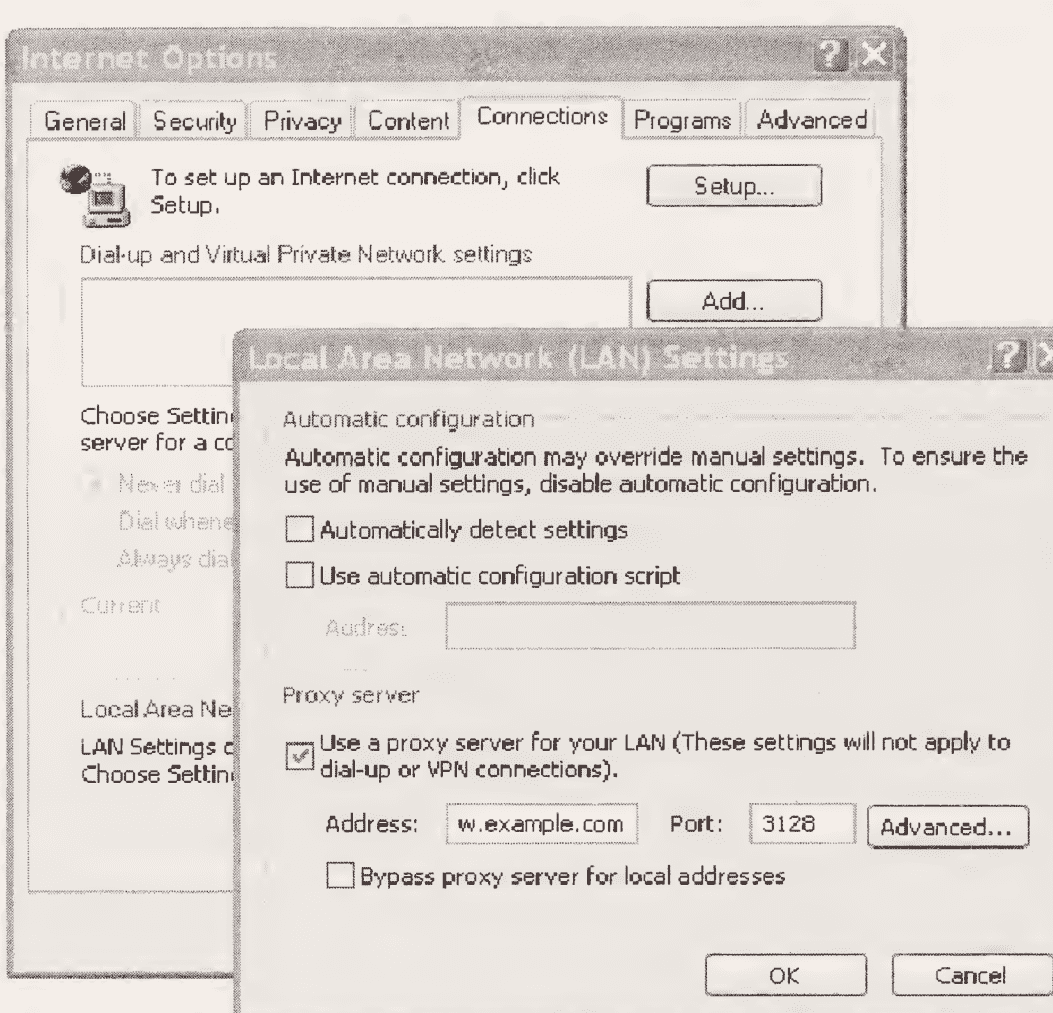 Internet Options
General Security Privacy Content Connections Programs Advanced
To set up an Internet connection, click
Setup.
Setup...
Dial-up and Virtual Private Network settings
Add...
Local Area Network (LAN) Settings
Choose Settin
server for a co
Never dial
Dial whene
Always dial
Current
Local Area Ne
LAN Settings c
Choose Settin
Automatic configuration
Automatic configuration may override manual settings. To ensure the
use of manual settings, disable automatic configuration.
Automatically detect settings
Use automatic configuration script
Address
Proxy server
Use a proxy server for your LAN (These settings will not apply to
dial-up or VPN connections).
Address: w.example.com Port: 3128 Advanced...
Bypass proxy server for local addresses
OK Cancel